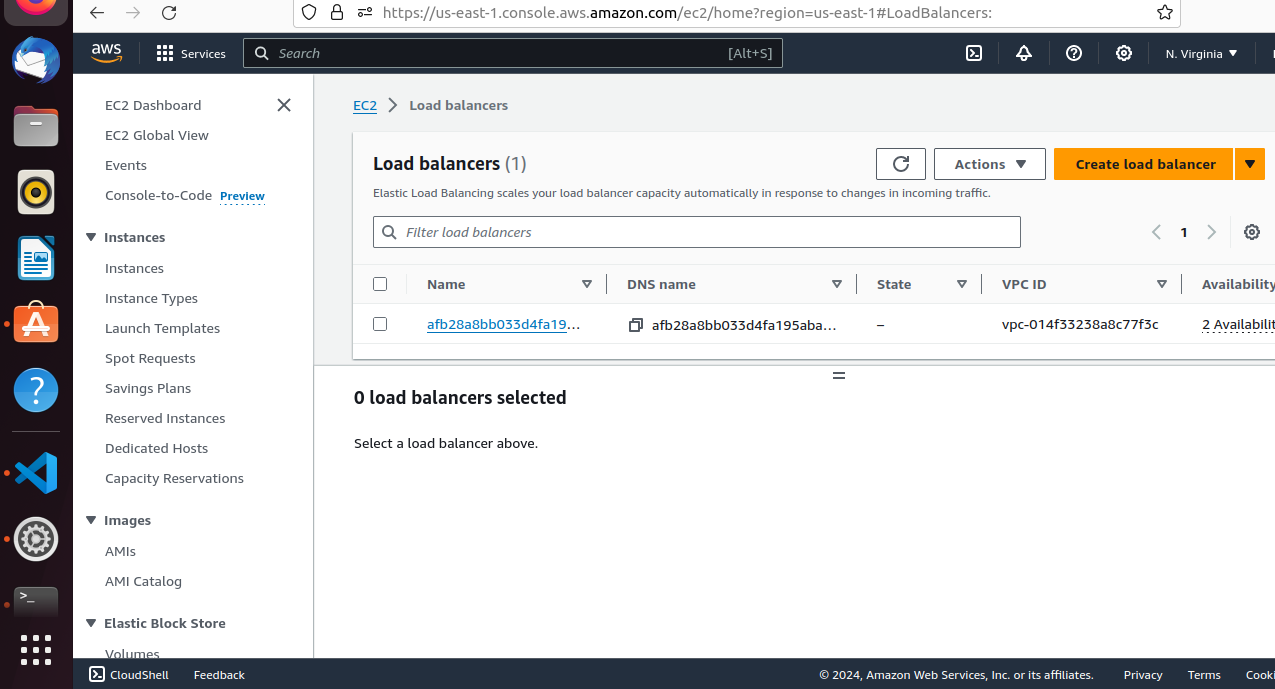 https://us-east-1.console.aws.amazon.com/ec2/home?region=us-east-1#LoadBalancers:
aws
Services
Search
[Alt+S]
N. Virginia
EC2 Dashboard
EC2 Global View
Events
Console-to-Code Preview
Instances
Instances
Instance Types
Launch Templates
Spot Requests
Savings Plans
Reserved Instances
Dedicated Hosts
Capacity Reservations
Images
AMIs
AMI Catalog
Elastic Block Store
Volumes
EC2 Load balancers
Load balancers (1)
Actions
Create load balancer
Elastic Load Balancing scales your load balancer capacity automatically in response to changes in incoming traffic.
Filter load balancers
1
Name DNS name State VPC ID Availability
afb28a8bb033d4fa19... afb28a8bb033d4fa195aba... – vpc-014f33238a8c77f3c 2 Availabilit
0 load balancers selected
Select a load balancer above.
CloudShell Feedback
© 2024, Amazon Web Services, Inc. or its affiliates. Privacy Terms Cooki